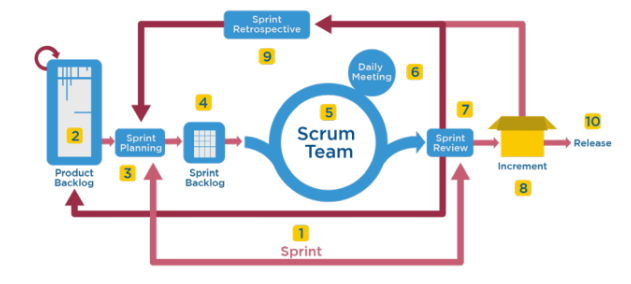 Sprint
Retrospective
9
Daily
Meeting
6
4
5
7
10
2
Sprint
Planning
Scrum
Team
Sprint
Review
Release
Product
Backlog
3
Sprint
Backlog
Increment
8
1
Sprint